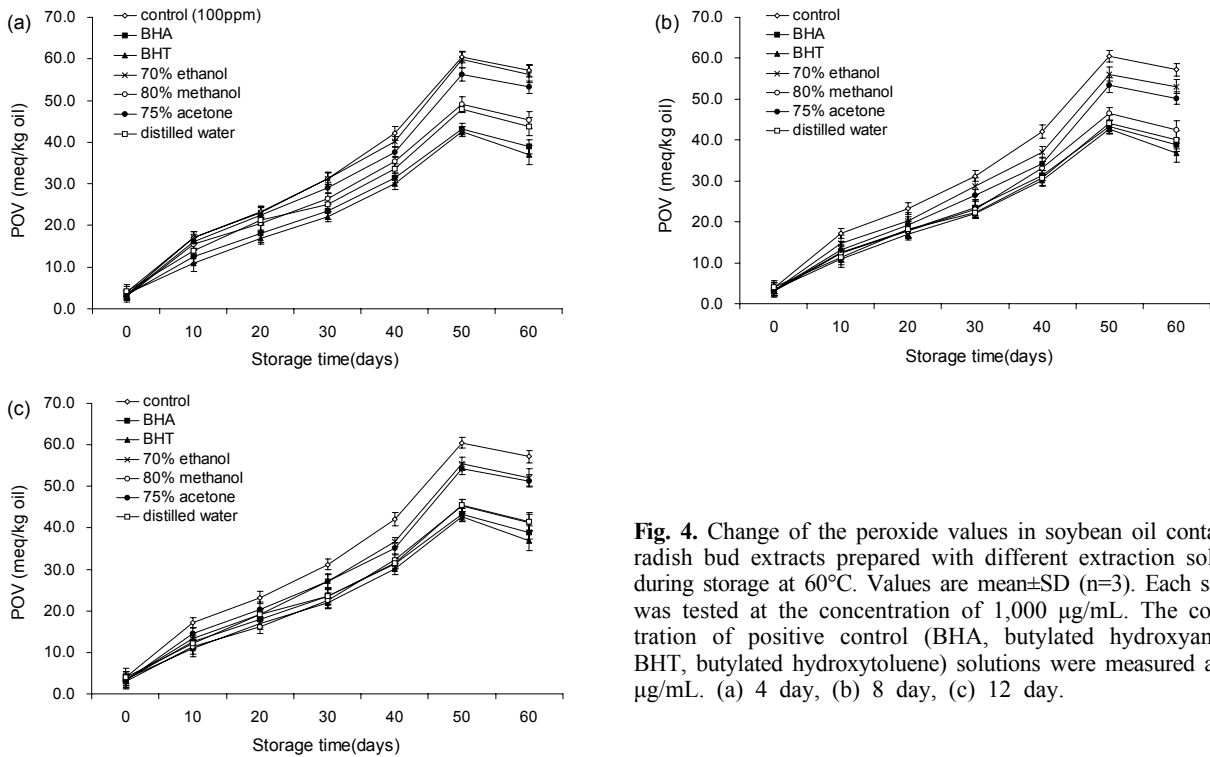 (a)
70.0
60.0
50.0
40.0
30.0
20.0
10.0
0.0
POV (meq/kg oil)
control (100ppm)
BHA
BHT
70% ethanol
80% methanol
75% acetone
distilled water
0 10 20 30 40 50 60
Storage time(days)
(b)
70.0
60.0
50.0
40.0
30.0
20.0
10.0
0.0
POV (meq/kg oil)
control
BHA
BHT
70% ethanol
80% methanol
75% acetone
distilled water
0 10 20 30 40 50 60
Storage time(days)
(c)
70.0
60.0
50.0
40.0
30.0
20.0
10.0
0.0
POV (meq/kg oil)
control
BHA
BHT
70% ethanol
80% methanol
75% acetone
distilled water
0 10 20 30 40 50 60
Storage time(days)
Fig. 4. Change of the peroxide values in soybean oil conta
radish bud extracts prepared with different extraction sol
during storage at 60°C. Values are mean±SD (n=3). Each s
was tested at the concentration of 1,000 μg/mL. The co
tration of positive control (BHA, butylated hydroxyan
BHT, butylated hydroxytoluene) solutions were measured a
μg/mL. (a) 4 day, (b) 8 day, (c) 12 day.